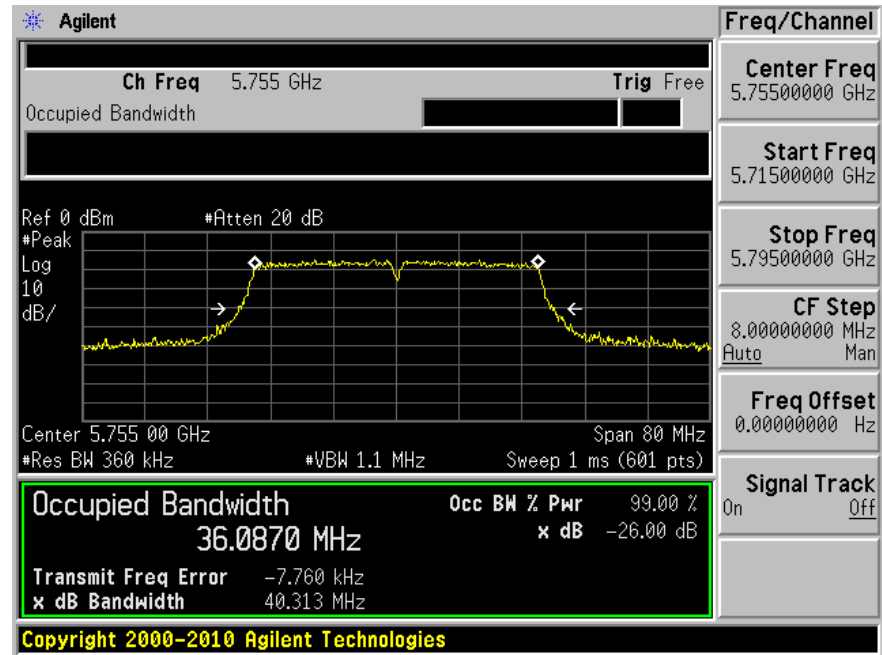 Agilent
Freq/Channel
Ch Freq 5.755 GHz Trig Free
Occupied Bandwidth
Center Freq
5.75500000 GHz
Start Freq
5.71500000 GHz
Stop Freq
5.79500000 GHz
CF Step
8.00000000 MHz
Auto Man
Freq Offset
0.00000000 Hz
Signal Track
On Off
Ref 0 dBm #Atten 20 dB
#Peak
Log
10
dB/
Center 5.755 00 GHz Span 80 MHz
#Res BW 360 kHz #VBW 1.1 MHz Sweep 1 ms (601 pts)
Occupied Bandwidth Occ BW % Pwr 99.00 %
36.0870 MHz x dB -26.00 dB
Transmit Freq Error -7.760 kHz
x dB Bandwidth 40.313 MHz
Copyright 2000-2010 Agilent Technologies